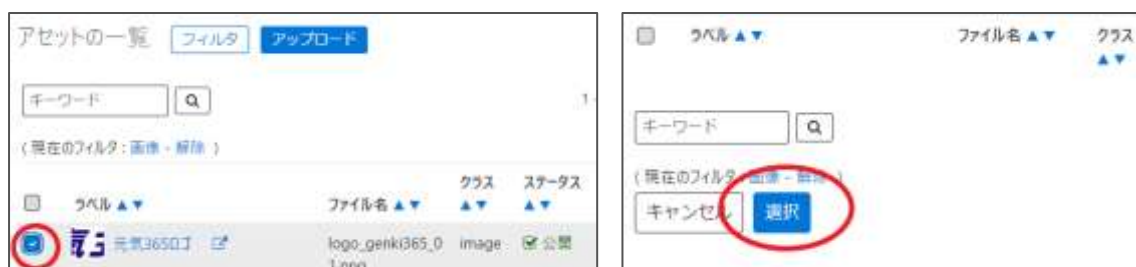 アセットの一覧 フィルタ アップロード
キーワード
1 -
( 現在のフィルタ : 画像 - 解除 )
ラベル ▲▼ ファイル名 ▲▼ クラス ▲▼ ステータス ▲▼
元気365ロゴ logo_genki365_0 image 公開
1.png
ラベル ▲▼ ファイル名 ▲▼ クラス
▲▼
キーワード
( 現在のフィルタ : 画像 - 解除 )
キャンセル 選択